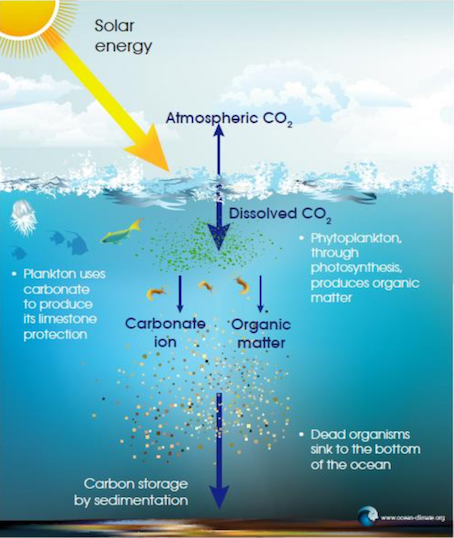 Solar
energy
Atmospheric CO₂
Dissolved CO₂
• Phytoplankton,
through
photosynthesis,
produces organic
matter
• Plankton uses
carbonate
to produce
its limestone
protection
Carbonate
ion
Organic
matter
• Dead organisms
sink to the bottom
of the ocean
Carbon storage
by sedimentation
www.ocean-climate.org